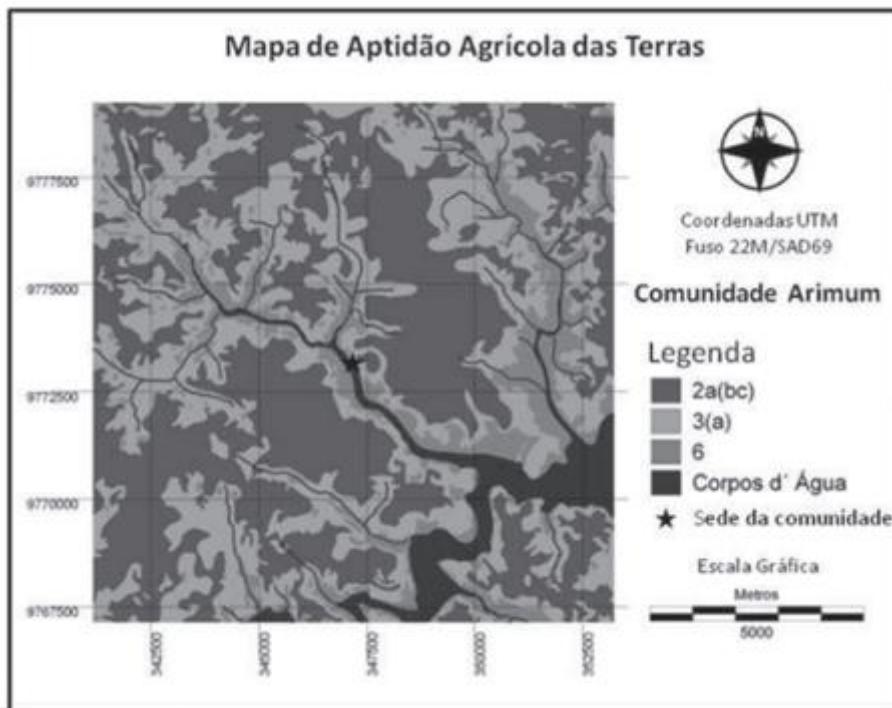 Mapa de Aptidão Agrícola das Terras
N
Coordenadas UTM
Fuso 22M/SAD69
Comunidade Arimum
Legenda
2a(bc)
3(a)
6
Corpos d´ Água
Sede da comunidade
Escala Gráfica
Metros
5000
9777500
9775000
9772500
9770000
9767500
342500
345000
347500
350000
352500